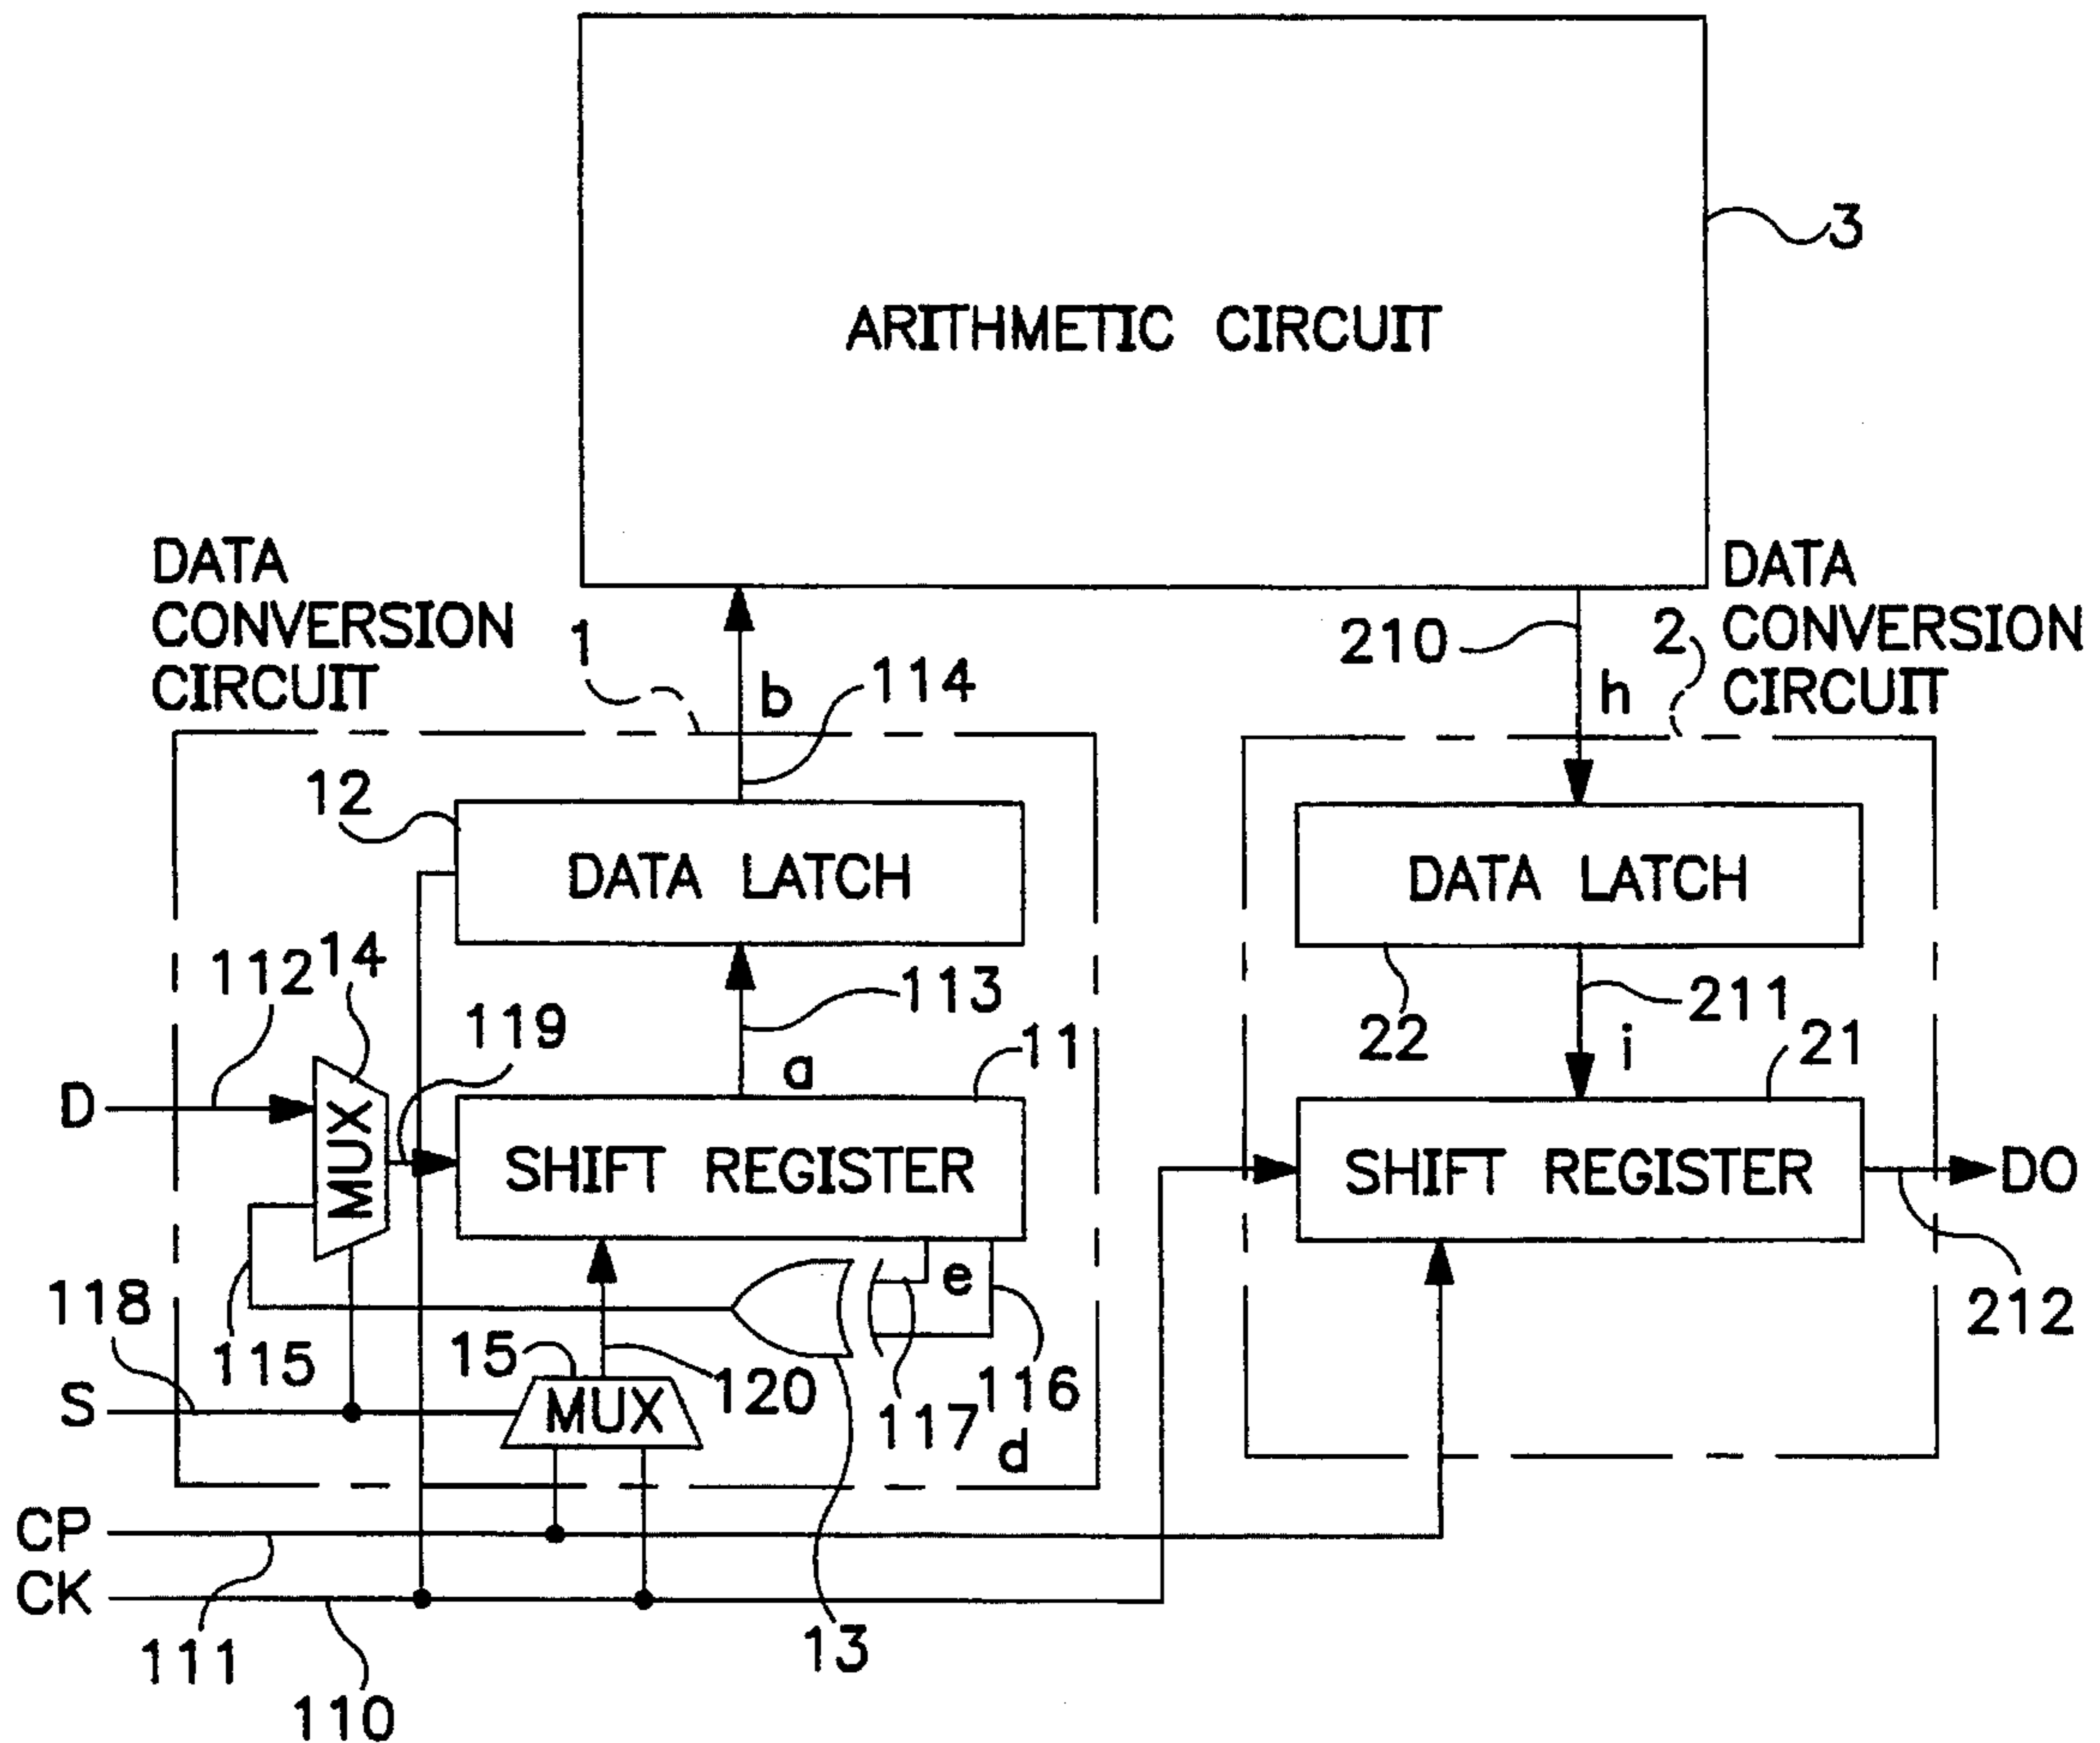 3
ARITHMETIC CIRCUIT
DATA
CONVERSION
CIRCUIT
1
b
114
210
h
2
DATA
CONVERSION
CIRCUIT
12
DATA LATCH
DATA LATCH
112
14
119
113
a
11
22
211
i
21
D
MUX
SHIFT REGISTER
SHIFT REGISTER
DO
e
118
115
15
120
117
116
d
212
S
MUX
CP
CK
111
110
13